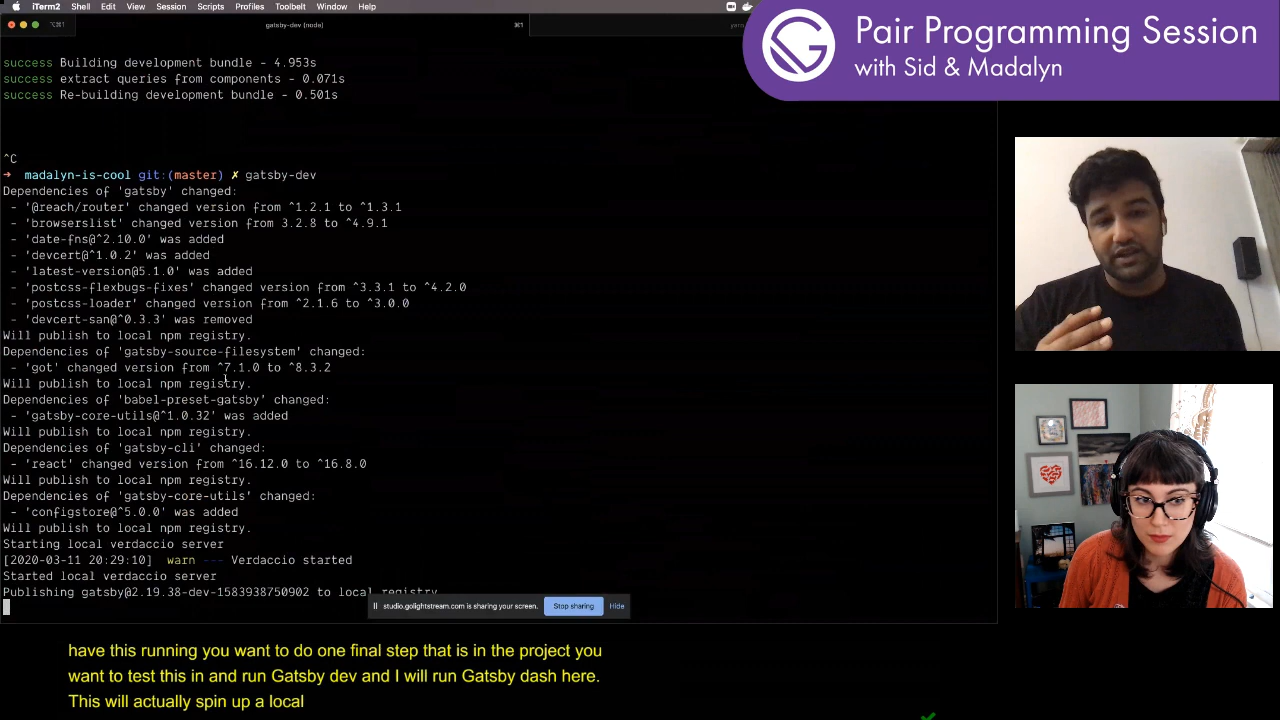 iTerm2 Shell Edit View Session Scripts Profiles Toolbelt Window Help
gatsby-dev (node)
Pair Programming Session
with Sid & Madalyn
success Building development bundle - 4.953s
success extract queries from components - 0.071s
success Re-building development bundle - 0.501s
^C
→ madalyn-is-cool git:(master) ✗ gatsby-dev
Dependencies of 'gatsby' changed:
- '@reach/router' changed version from ^1.2.1 to ^1.3.1
- 'browserslist' changed version from 3.2.8 to ^4.9.1
- 'date-fns@^2.10.0' was added
- 'devcert@^1.0.2' was added
- 'latest-version@5.1.0' was added
- 'postcss-flexbugs-fixes' changed version from ^3.3.1 to ^4.2.0
- 'postcss-loader' changed version from ^2.1.6 to ^3.0.0
- 'devcert-san@^0.3.3' was removed
Will publish to local npm registry.
Dependencies of 'gatsby-source-filesystem' changed:
- 'got' changed version from ^7.1.0 to ^8.3.2
Will publish to local npm registry.
Dependencies of 'babel-preset-gatsby' changed:
- 'gatsby-core-utils@^1.0.32' was added
Will publish to local npm registry.
Dependencies of 'gatsby-cli' changed:
- 'react' changed version from ^16.12.0 to ^16.8.0
Will publish to local npm registry.
Dependencies of 'gatsby-core-utils' changed:
- 'configstore@^5.0.0' was added
Will publish to local npm registry.
Starting local verdaccio server
[2020-03-11 20:29:10] warn --- Verdaccio started
Started local verdaccio server
Publishing gatsby@2.19.38-dev-1583938750902 to local registry
studio.golightstream.com is sharing your screen. Stop sharing Hide
have this running you want to do one final step that is in the project you
want to test this in and run Gatsby dev and I will run Gatsby dash here.
This will actually spin up a local